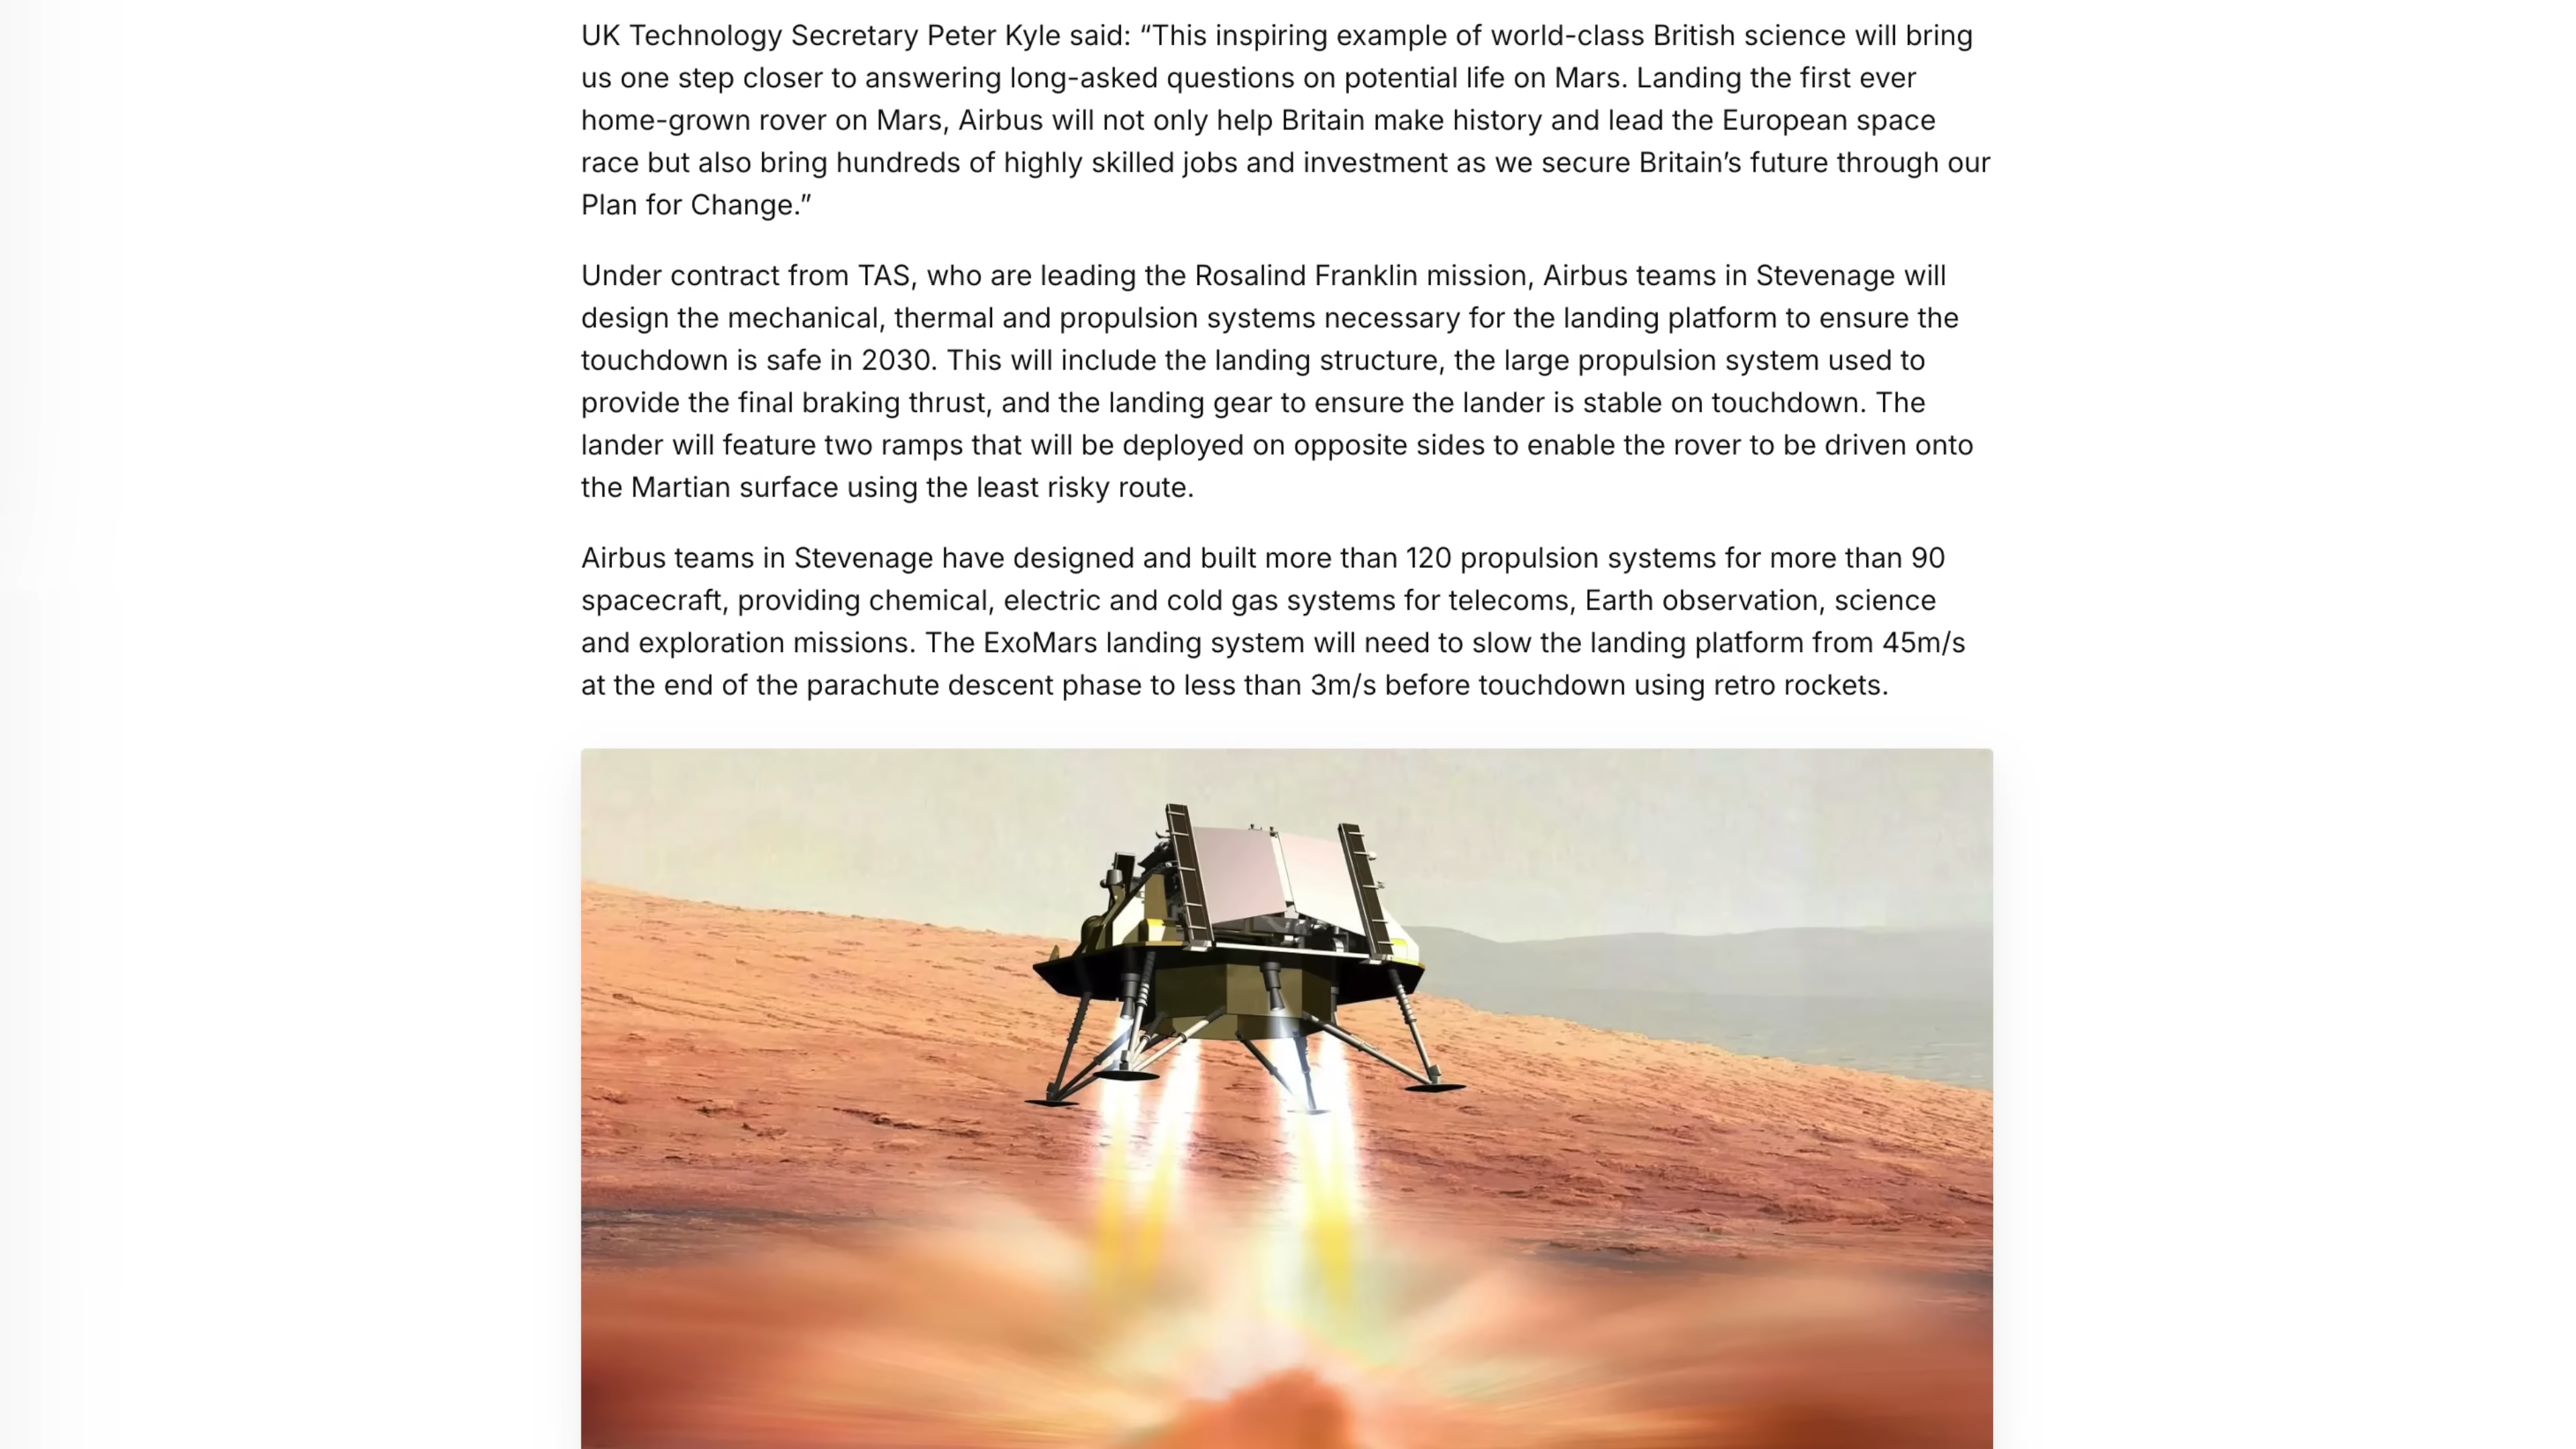 UK Technology Secretary Peter Kyle said: “This inspiring example of world-class British science will bring
us one step closer to answering long-asked questions on potential life on Mars. Landing the first ever
home-grown rover on Mars, Airbus will not only help Britain make history and lead the European space
race but also bring hundreds of highly skilled jobs and investment as we secure Britain’s future through our
Plan for Change.”
Under contract from TAS, who are leading the Rosalind Franklin mission, Airbus teams in Stevenage will
design the mechanical, thermal and propulsion systems necessary for the landing platform to ensure the
touchdown is safe in 2030. This will include the landing structure, the large propulsion system used to
provide the final braking thrust, and the landing gear to ensure the lander is stable on touchdown. The
lander will feature two ramps that will be deployed on opposite sides to enable the rover to be driven onto
the Martian surface using the least risky route.
Airbus teams in Stevenage have designed and built more than 120 propulsion systems for more than 90
spacecraft, providing chemical, electric and cold gas systems for telecoms, Earth observation, science
and exploration missions. The ExoMars landing system will need to slow the landing platform from 45m/s
at the end of the parachute descent phase to less than 3m/s before touchdown using retro rockets.